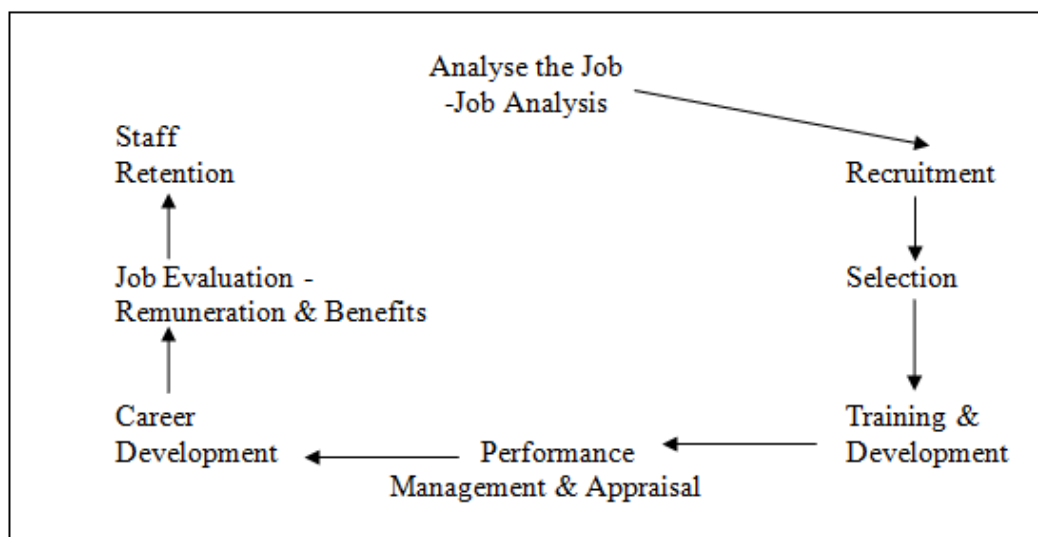 Analyse the Job
-Job Analysis
Staff
Retention
Recruitment
Job Evaluation -
Remuneration & Benefits
Selection
Career
Development
Training &
Development
Performance
Management & Appraisal